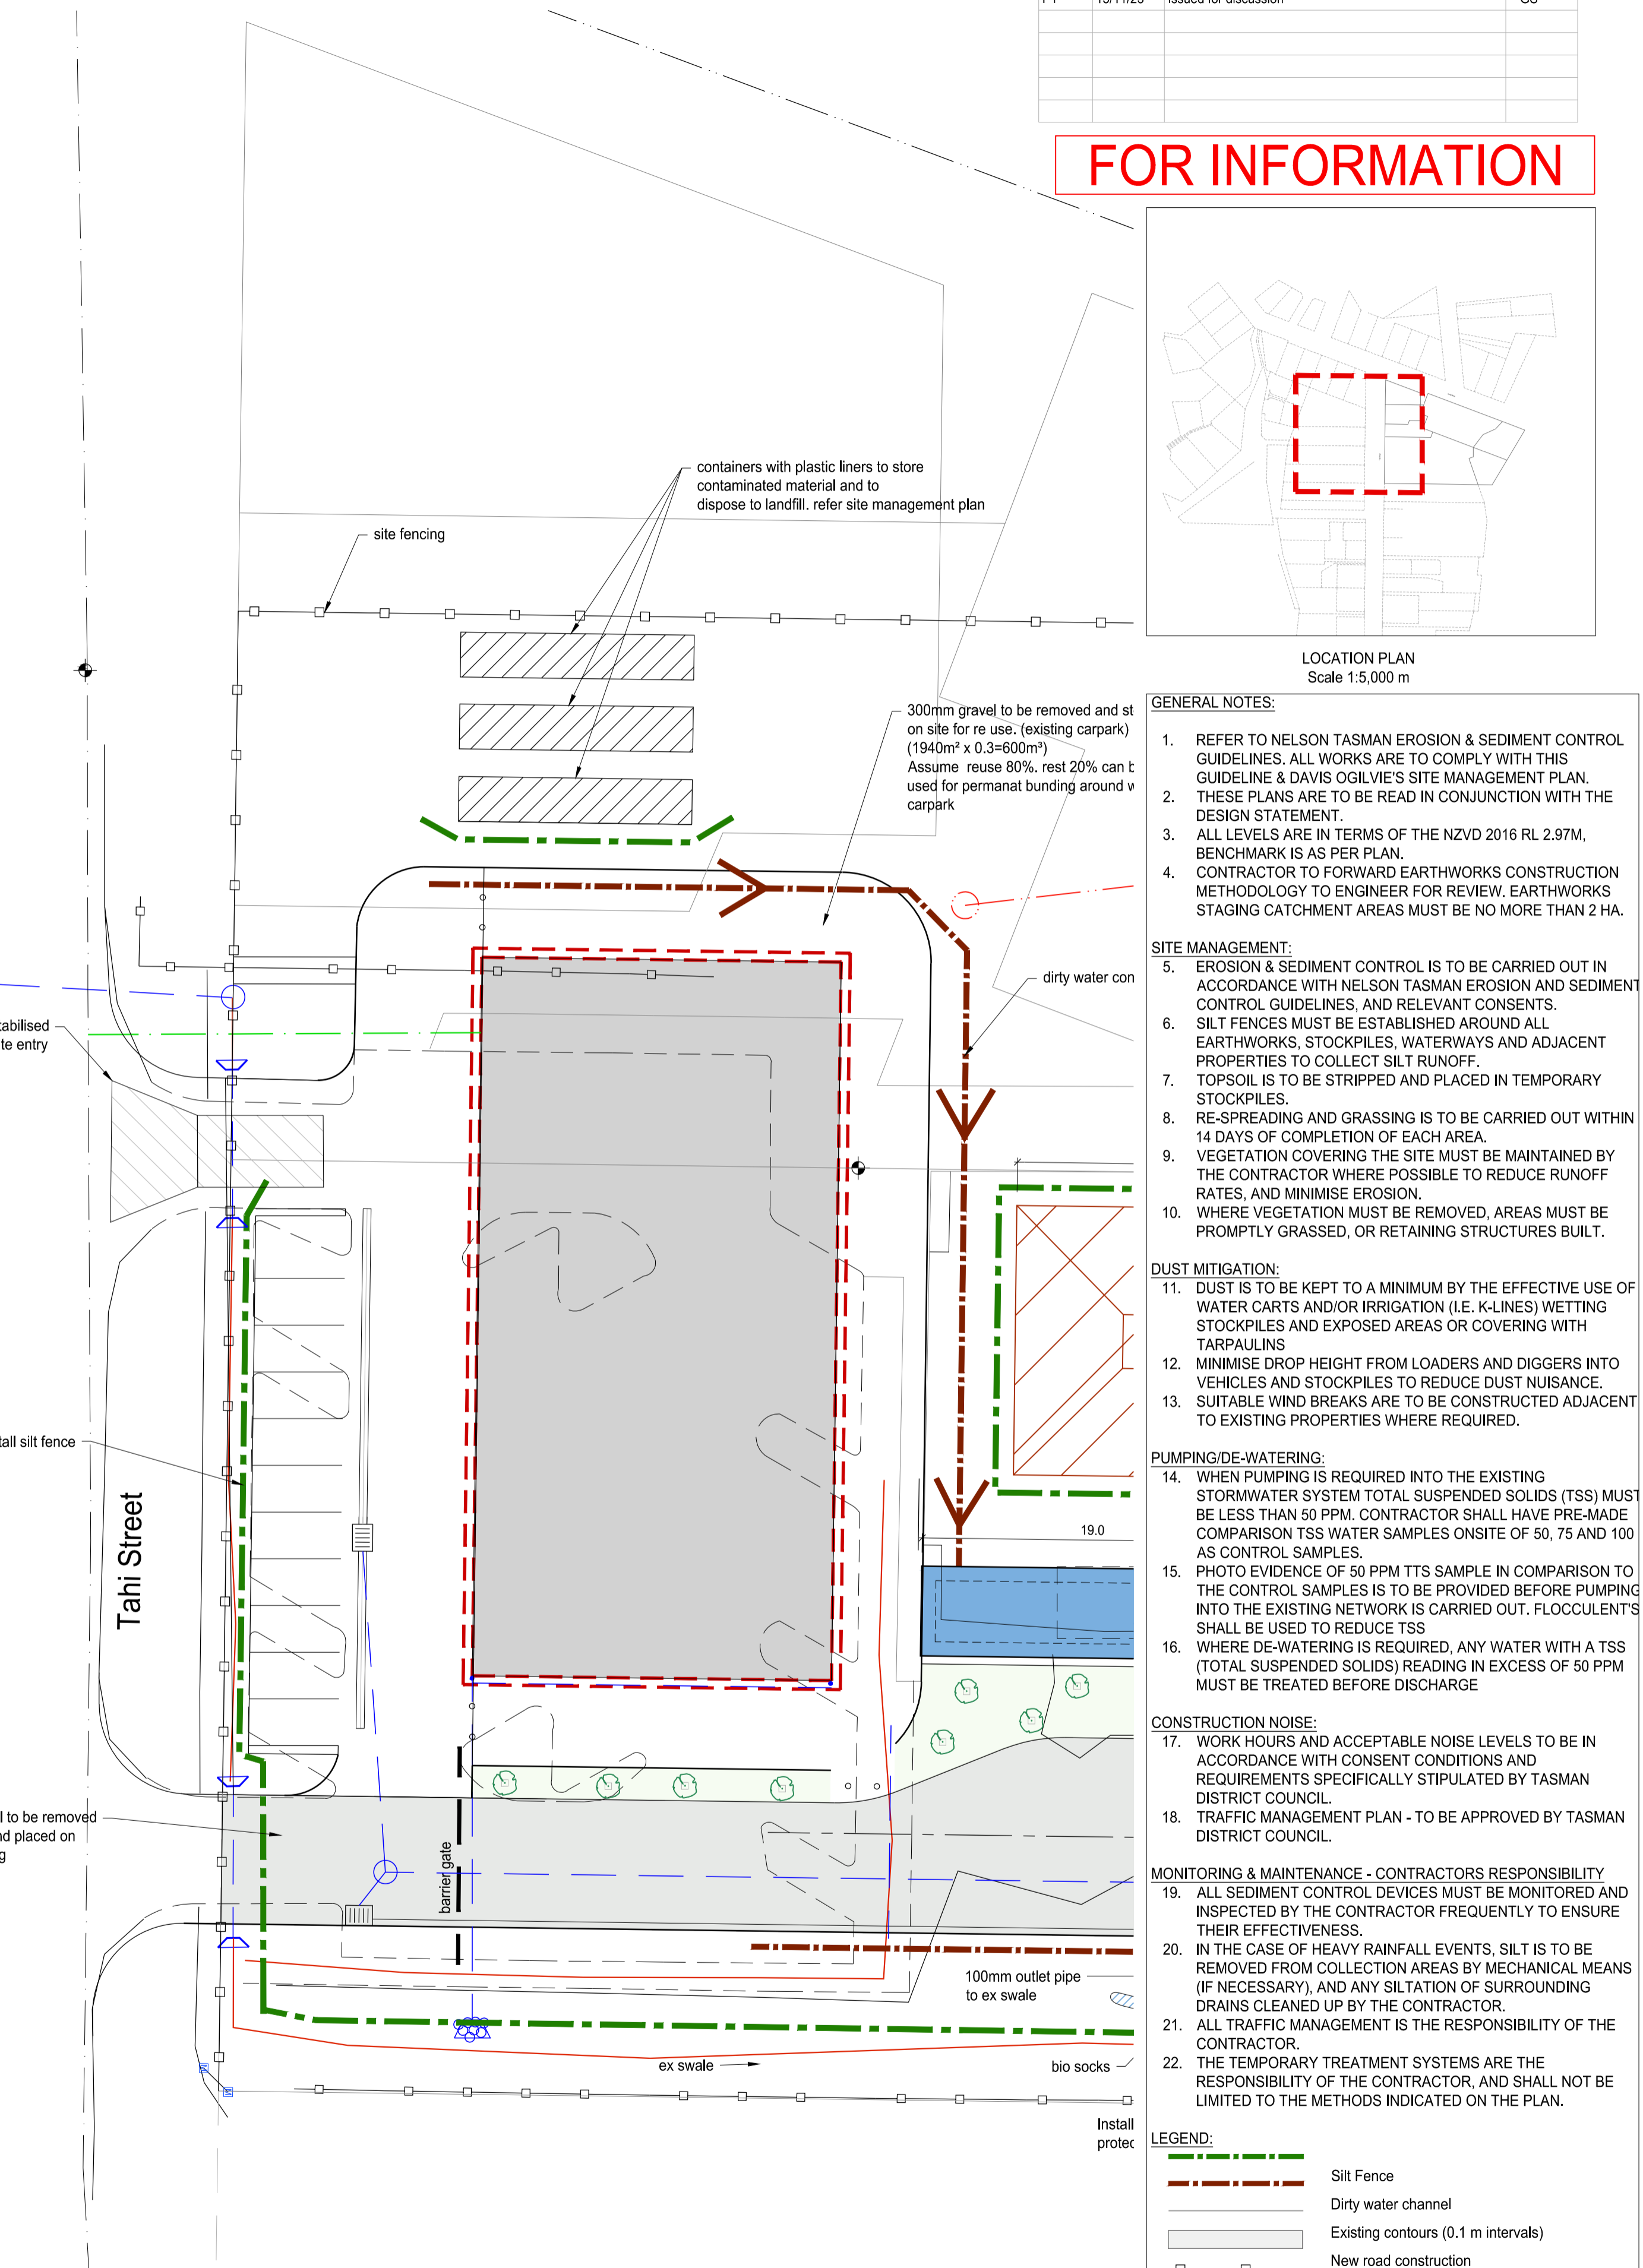 Issued for discussion
FOR INFORMATION
LOCATION PLAN
Scale 1:5,000 m
containers with plastic liners to store
contaminated material and to
dispose to landfill. refer site management plan
site fencing
300mm gravel to be removed and st
on site for re use. (existing carpark)
(1940m² x 0.3=600m³)
Assume reuse 80%. rest 20% can b
used for permanat bunding around w
carpark
dirty water con
tabilised
te entry
tall silt fence
Tahi Street
19.0
l to be removed
nd placed on
g
barrier gate
100mm outlet pipe
to ex swale
ex swale
bio socks
Install
protec
GENERAL NOTES:
1. REFER TO NELSON TASMAN EROSION & SEDIMENT CONTROL
GUIDELINES. ALL WORKS ARE TO COMPLY WITH THIS
GUIDELINE & DAVIS OGILVIE'S SITE MANAGEMENT PLAN.
2. THESE PLANS ARE TO BE READ IN CONJUNCTION WITH THE
DESIGN STATEMENT.
3. ALL LEVELS ARE IN TERMS OF THE NZVD 2016 RL 2.97M,
BENCHMARK IS AS PER PLAN.
4. CONTRACTOR TO FORWARD EARTHWORKS CONSTRUCTION
METHODOLOGY TO ENGINEER FOR REVIEW. EARTHWORKS
STAGING CATCHMENT AREAS MUST BE NO MORE THAN 2 HA.
SITE MANAGEMENT:
5. EROSION & SEDIMENT CONTROL IS TO BE CARRIED OUT IN
ACCORDANCE WITH NELSON TASMAN EROSION AND SEDIMENT
CONTROL GUIDELINES, AND RELEVANT CONSENTS.
6. SILT FENCES MUST BE ESTABLISHED AROUND ALL
EARTHWORKS, STOCKPILES, WATERWAYS AND ADJACENT
PROPERTIES TO COLLECT SILT RUNOFF.
7. TOPSOIL IS TO BE STRIPPED AND PLACED IN TEMPORARY
STOCKPILES.
8. RE-SPREADING AND GRASSING IS TO BE CARRIED OUT WITHIN
14 DAYS OF COMPLETION OF EACH AREA.
9. VEGETATION COVERING THE SITE MUST BE MAINTAINED BY
THE CONTRACTOR WHERE POSSIBLE TO REDUCE RUNOFF
RATES, AND MINIMISE EROSION.
10. WHERE VEGETATION MUST BE REMOVED, AREAS MUST BE
PROMPTLY GRASSED, OR RETAINING STRUCTURES BUILT.
DUST MITIGATION:
11. DUST IS TO BE KEPT TO A MINIMUM BY THE EFFECTIVE USE OF
WATER CARTS AND/OR IRRIGATION (I.E. K-LINES) WETTING
STOCKPILES AND EXPOSED AREAS OR COVERING WITH
TARPAULINS
12. MINIMISE DROP HEIGHT FROM LOADERS AND DIGGERS INTO
VEHICLES AND STOCKPILES TO REDUCE DUST NUISANCE.
13. SUITABLE WIND BREAKS ARE TO BE CONSTRUCTED ADJACENT
TO EXISTING PROPERTIES WHERE REQUIRED.
PUMPING/DE-WATERING:
14. WHEN PUMPING IS REQUIRED INTO THE EXISTING
STORMWATER SYSTEM TOTAL SUSPENDED SOLIDS (TSS) MUST
BE LESS THAN 50 PPM. CONTRACTOR SHALL HAVE PRE-MADE
COMPARISON TSS WATER SAMPLES ONSITE OF 50, 75 AND 100
AS CONTROL SAMPLES.
15. PHOTO EVIDENCE OF 50 PPM TTS SAMPLE IN COMPARISON TO
THE CONTROL SAMPLES IS TO BE PROVIDED BEFORE PUMPING
INTO THE EXISTING NETWORK IS CARRIED OUT. FLOCCULENT'S
SHALL BE USED TO REDUCE TSS
16. WHERE DE-WATERING IS REQUIRED, ANY WATER WITH A TSS
(TOTAL SUSPENDED SOLIDS) READING IN EXCESS OF 50 PPM
MUST BE TREATED BEFORE DISCHARGE
CONSTRUCTION NOISE:
17. WORK HOURS AND ACCEPTABLE NOISE LEVELS TO BE IN
ACCORDANCE WITH CONSENT CONDITIONS AND
REQUIREMENTS SPECIFICALLY STIPULATED BY TASMAN
DISTRICT COUNCIL.
18. TRAFFIC MANAGEMENT PLAN - TO BE APPROVED BY TASMAN
DISTRICT COUNCIL.
MONITORING & MAINTENANCE - CONTRACTORS RESPONSIBILITY
19. ALL SEDIMENT CONTROL DEVICES MUST BE MONITORED AND
INSPECTED BY THE CONTRACTOR FREQUENTLY TO ENSURE
THEIR EFFECTIVENESS.
20. IN THE CASE OF HEAVY RAINFALL EVENTS, SILT IS TO BE
REMOVED FROM COLLECTION AREAS BY MECHANICAL MEANS
(IF NECESSARY), AND ANY SILTATION OF SURROUNDING
DRAINS CLEANED UP BY THE CONTRACTOR.
21. ALL TRAFFIC MANAGEMENT IS THE RESPONSIBILITY OF THE
CONTRACTOR.
22. THE TEMPORARY TREATMENT SYSTEMS ARE THE
RESPONSIBILITY OF THE CONTRACTOR, AND SHALL NOT BE
LIMITED TO THE METHODS INDICATED ON THE PLAN.
LEGEND:
Silt Fence
Dirty water channel
Existing contours (0.1 m intervals)
New road construction